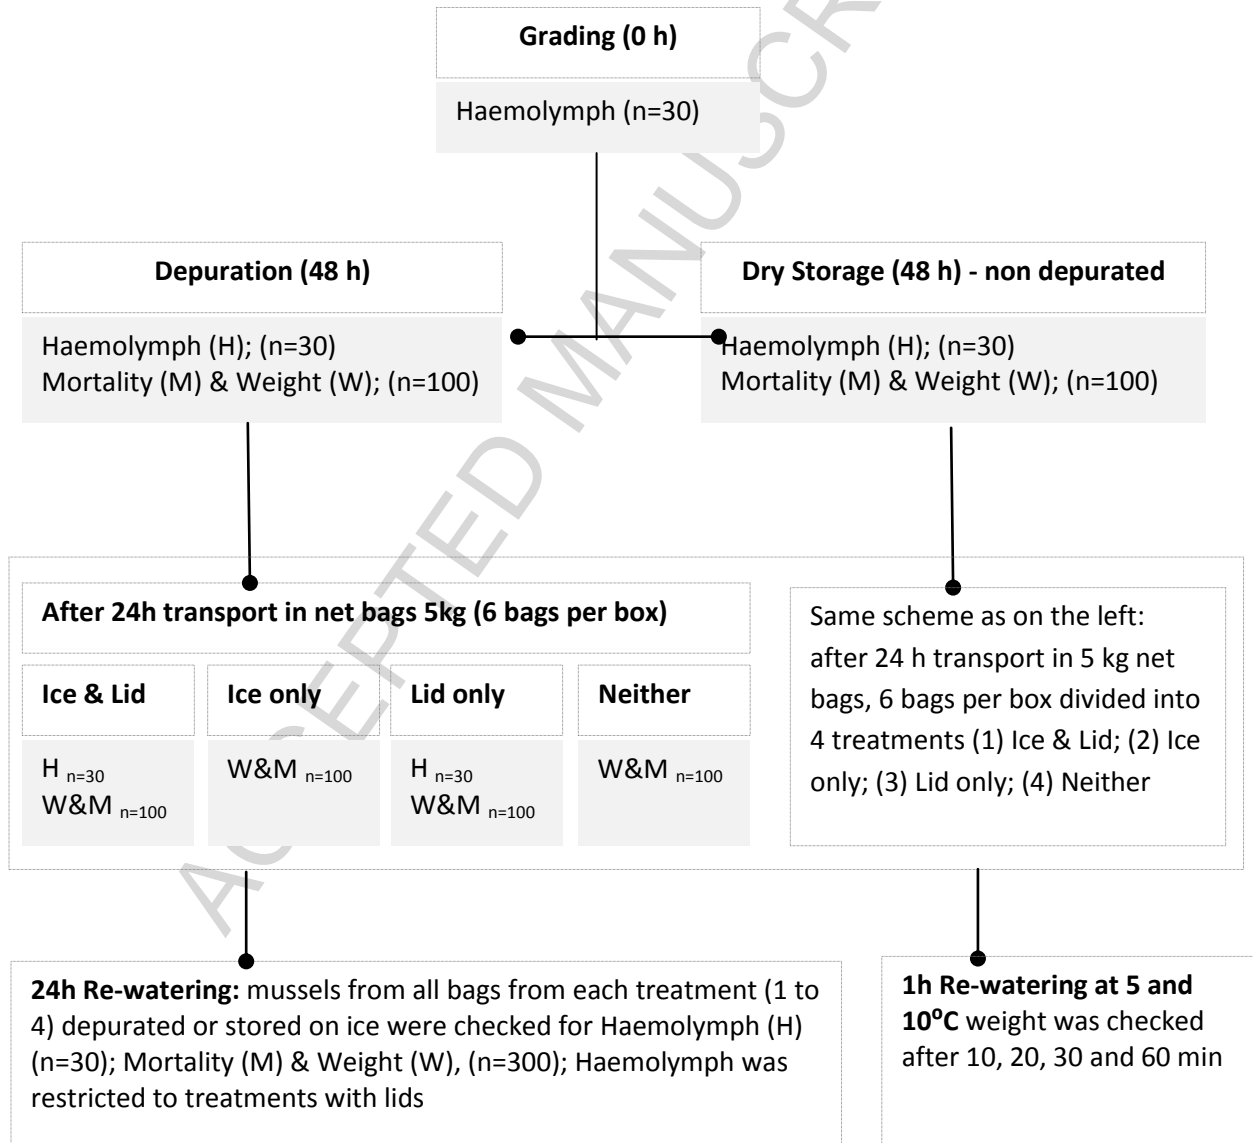 Grading (0 h)
Haemolymph (n=30)
Depuration (48 h)
Haemolymph (H); (n=30)
Mortality (M) & Weight (W); (n=100)
Dry Storage (48 h) - non depurated
Haemolymph (H); (n=30)
Mortality (M) & Weight (W); (n=100)
After 24h transport in net bags 5kg (6 bags per box)
Ice & Lid
H n=30
W&M n=100
Ice only
W&M n=100
Lid only
H n=30
W&M n=100
Neither
W&M n=100
Same scheme as on the left:
after 24 h transport in 5 kg net
bags, 6 bags per box divided into
4 treatments (1) Ice & Lid; (2) Ice
only; (3) Lid only; (4) Neither
24h Re-watering: mussels from all bags from each treatment (1 to
4) depurated or stored on ice were checked for Haemolymph (H)
(n=30); Mortality (M) & Weight (W), (n=300); Haemolymph was
restricted to treatments with lids
1h Re-watering at 5 and
10⁰C weight was checked
after 10, 20, 30 and 60 min
ACCEPTED MANUSCR